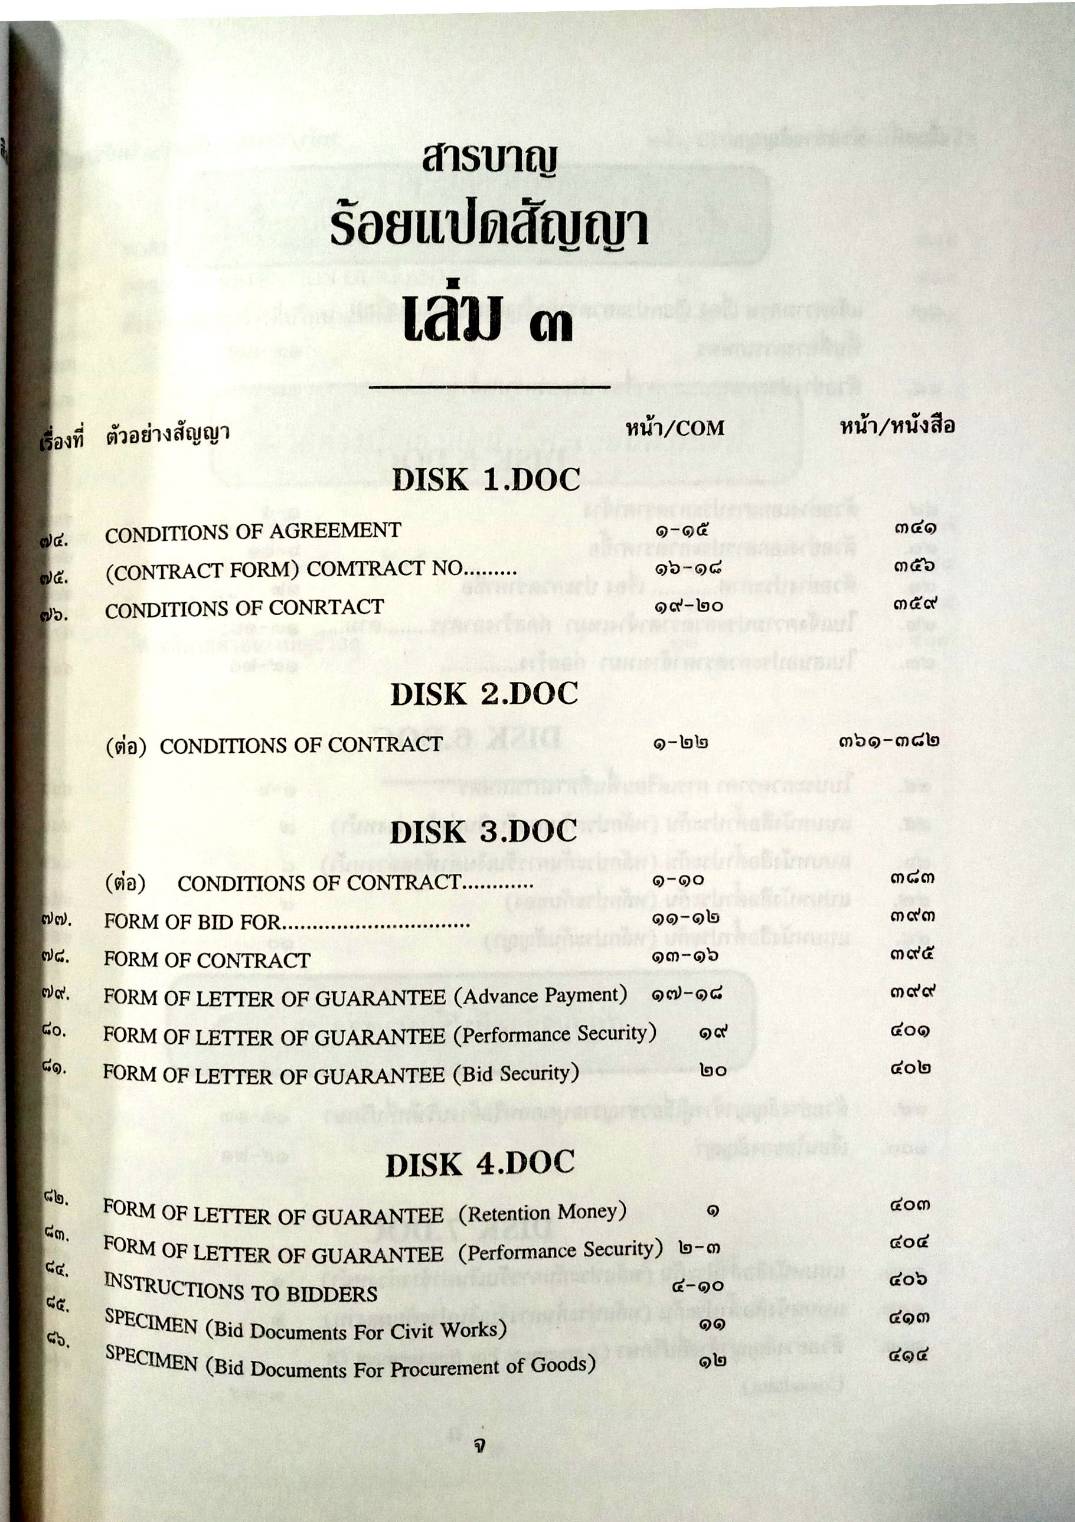 สารบาญ
ร้อยแปดสัญญา
เล่ม ๓
เรื่องที่ ตัวอย่างสัญญา หน้า/COM หน้า/หนังสือ
DISK 1.DOC
๗๔. CONDITIONS OF AGREEMENT ๑-๑๕ ๓๔๑
๗๕. (CONTRACT FORM) COMTRACT NO......... ๑๖-๑๘ ๓๕๖
๗๖. CONDITIONS OF CONRTACT ๑๙-๒๐ ๓๕๙
DISK 2.DOC
(ต่อ) CONDITIONS OF CONTRACT ๑-๒๒ ๓๖๑-๓๘๒
DISK 3.DOC
(ต่อ) CONDITIONS OF CONTRACT............ ๑-๑๐ ๓๘๓
๗๗. FORM OF BID FOR............................... ๑๑-๑๒ ๓๙๓
๗๘. FORM OF CONTRACT ๑๓-๑๖ ๓๙๕
๗๙. FORM OF LETTER OF GUARANTEE (Advance Payment) ๑๗-๑๘ ๓๙๙
๘๐. FORM OF LETTER OF GUARANTEE (Performance Security) ๑๙ ๔๐๑
๘๑. FORM OF LETTER OF GUARANTEE (Bid Security) ๒๐ ๔๐๒
DISK 4.DOC
๘๒. FORM OF LETTER OF GUARANTEE (Retention Money) ๑ ๔๐๓
๘๓. FORM OF LETTER OF GUARANTEE (Performance Security) ๒-๓ ๔๐๔
๘๔. INSTRUCTIONS TO BIDDERS ๔-๑๐ ๔๐๖
๘๕. SPECIMEN (Bid Documents For Civit Works) ๑๑ ๔๑๓
๘๖. SPECIMEN (Bid Documents For Procurement of Goods) ๑๒ ๔๑๔
จ